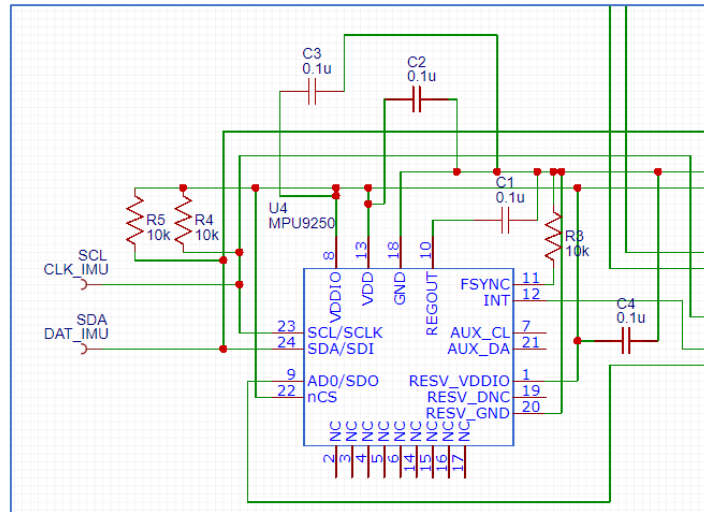 C3
0.1u
C2
0.1u
C1
0.1u
U4
MPU9250
R5
10k
R4
10k
R3
10k
C4
0.1u
SCL
CLK_IMU
SDA
DAT_IMU
8
13
18
10
VDDIO
VDD
GND
REGOUT
FSYNC 11
INT 12
AUX_CL 7
AUX_DA 21
RESV_VDDIO 1
RESV_DNC 19
RESV_GND 20
23 SCL/SCLK
24 SDA/SDI
9 AD0/SDO
22 nCS
NC NC NC NC NC NC NC NC NC
2 3 4 5 6 14 15 16 17